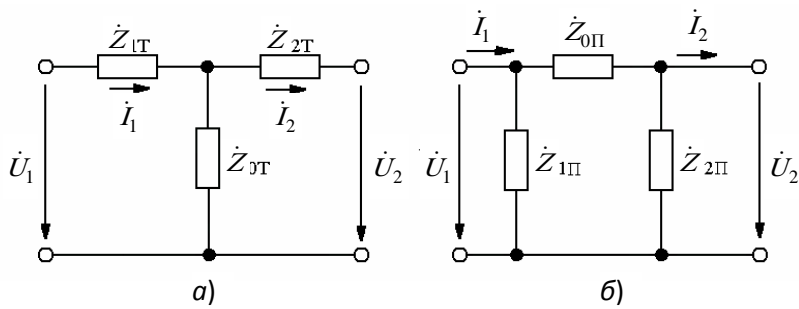 Ż₁Т Ż₂Т
İ₁ İ₂
U̇₁ Ż₀Т U̇₂
а)
İ₁ Ż₀П İ₂
U̇₁ Ż₁П Ż₂П U̇₂
б)